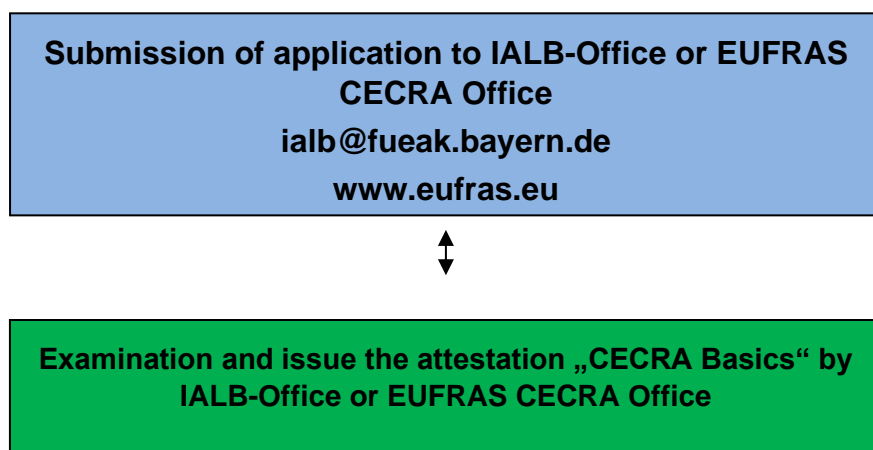 Submission of application to IALB-Office or EUFRAS
CECRA Office
ialb@fueak.bayern.de
www.eufras.eu
Examination and issue the attestation „CECRA Basics“ by
IALB-Office or EUFRAS CECRA Office